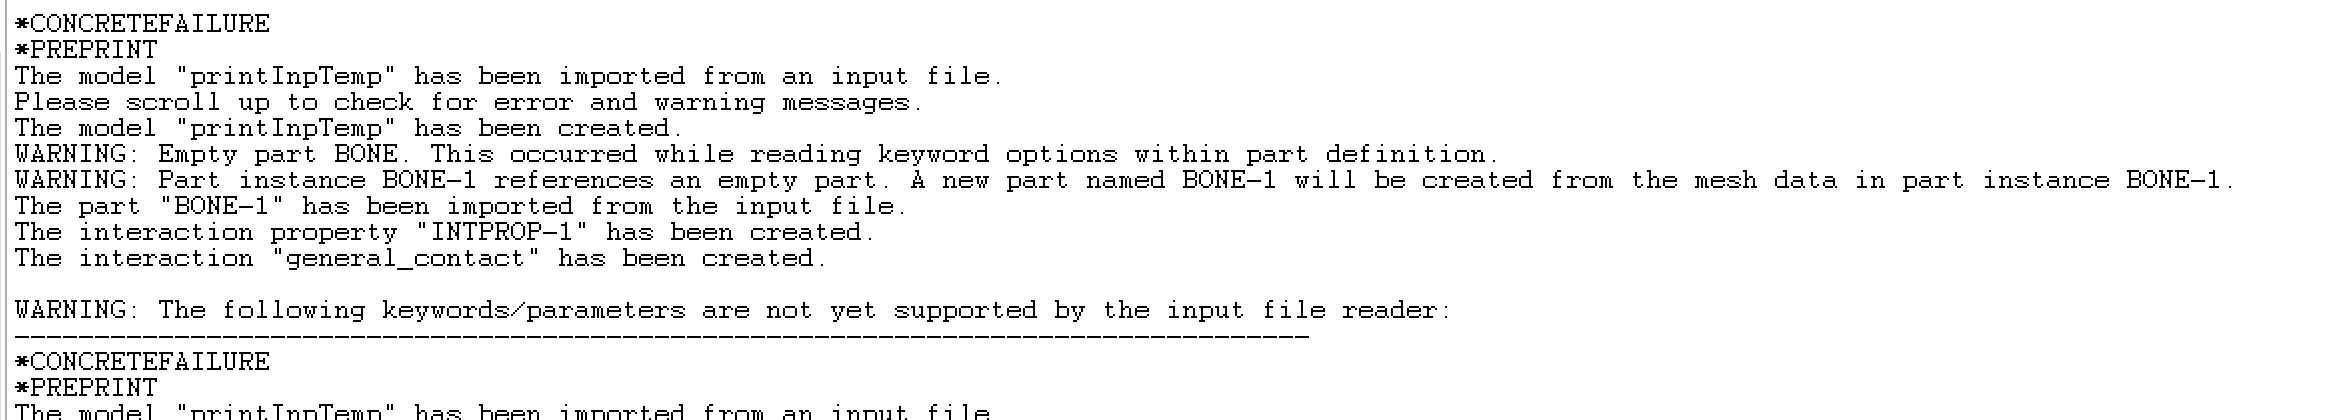 *CONCRETEFAILURE
*PREPRINT
The model "printInpTemp" has been imported from an input file.
Please scroll up to check for error and warning messages.
The model "printInpTemp" has been created.
WARNING: Empty part BONE. This occurred while reading keyword options within part definition.
WARNING: Part instance BONE-1 references an empty part. A new part named BONE-1 will be created from the mesh data in part instance BONE-1.
The part "BONE-1" has been imported from the input file.
The interaction property "INTPROP-1" has been created.
The interaction "general_contact" has been created.
WARNING: The following keywords/parameters are not yet supported by the input file reader:
---------------------------------------------------------------------------------
*CONCRETEFAILURE
*PREPRINT
The model "printInpTemp" has been imported from an input file.